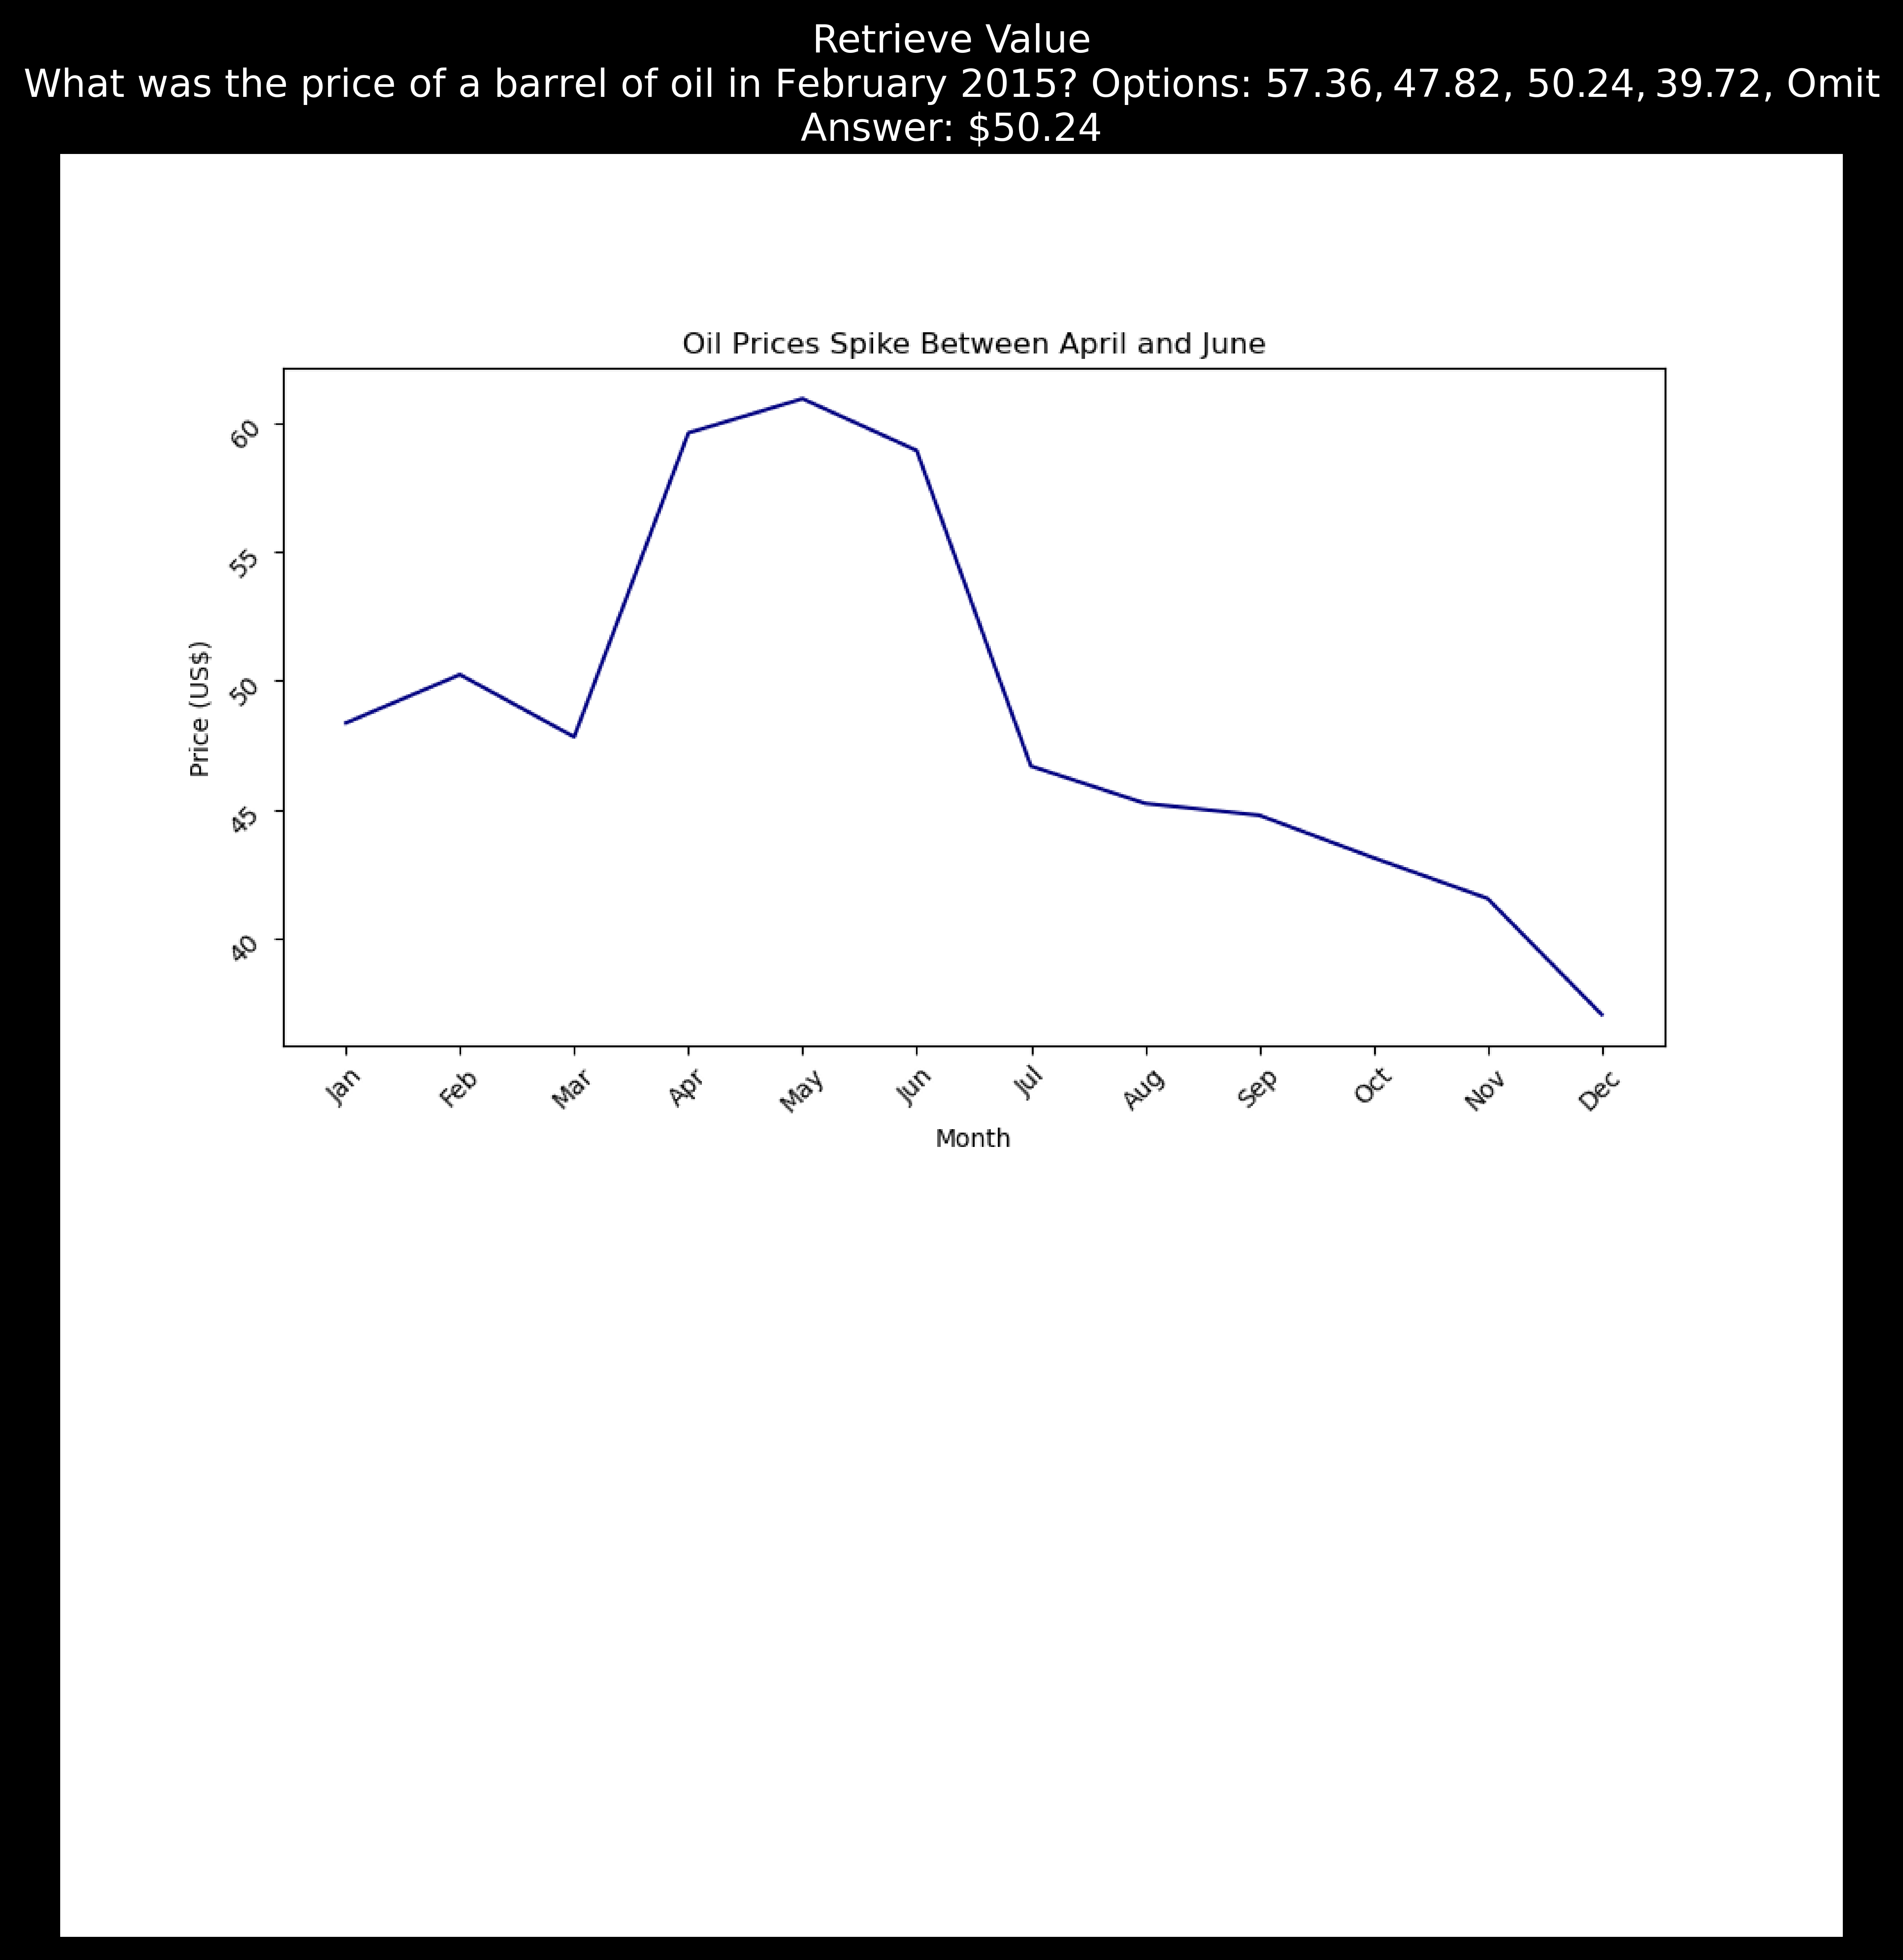 Retrieve Value
What was the price of a barrel of oil in February 2015? Options: 57.36, 47.82, 50.24, 39.72, Omit
Answer: $50.24
Oil Prices Spike Between April and June
60
55
50
45
40
Price (US$)
Jan Feb Mar Apr May Jun Jul Aug Sep Oct Nov Dec
Month